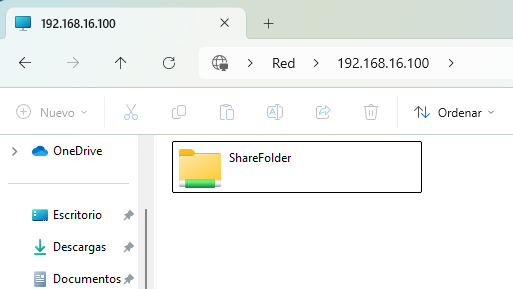 192.168.16.100
Red
192.168.16.100
Nuevo
Ordenar
OneDrive
ShareFolder
Escritorio
Descargas
Documentos